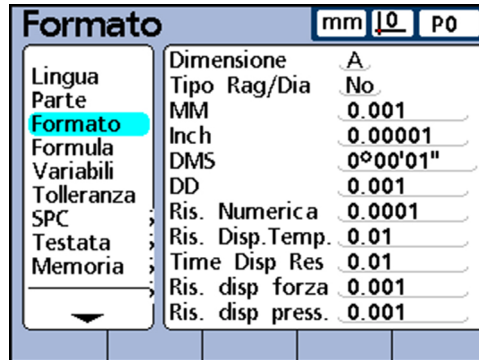 Formato mm 0 P0
Lingua
Parte
Formato
Formula
Variabili
Tolleranza
SPC
Testata
Memoria
Dimensione A
Tipo Rag/Dia No
MM 0.001
Inch 0.00001
DMS 0°00'01"
DD 0.001
Ris. Numerica 0.0001
Ris. Disp.Temp. 0.01
Time Disp Res 0.01
Ris. disp forza 0.001
Ris. disp press. 0.001